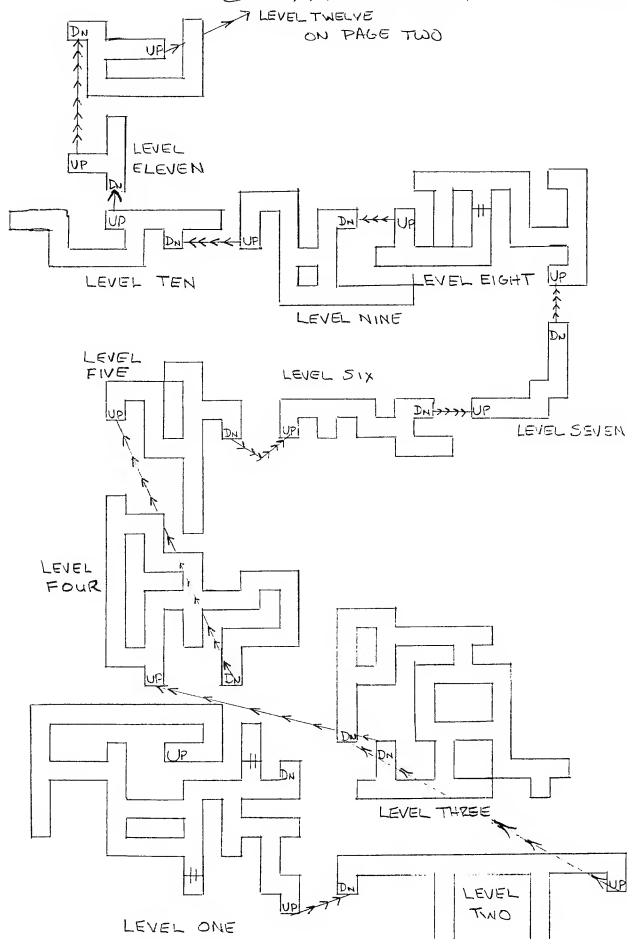 LEVEL TWELVE
ON PAGE TWO
DN
UP
LEVEL
ELEVEN
UP
DN
UP
DN
UP
LEVEL TEN
DN
UP
LEVEL NINE
LEVEL EIGHT
UP
DN
LEVEL SEVEN
LEVEL
FIVE
UP
DN
LEVEL SIX
UP
DN
UP
LEVEL
FOUR
UP
DN
DN
DN
LEVEL THREE
UP
DN
UP
DN
LEVEL
TWO
UP
LEVEL ONE